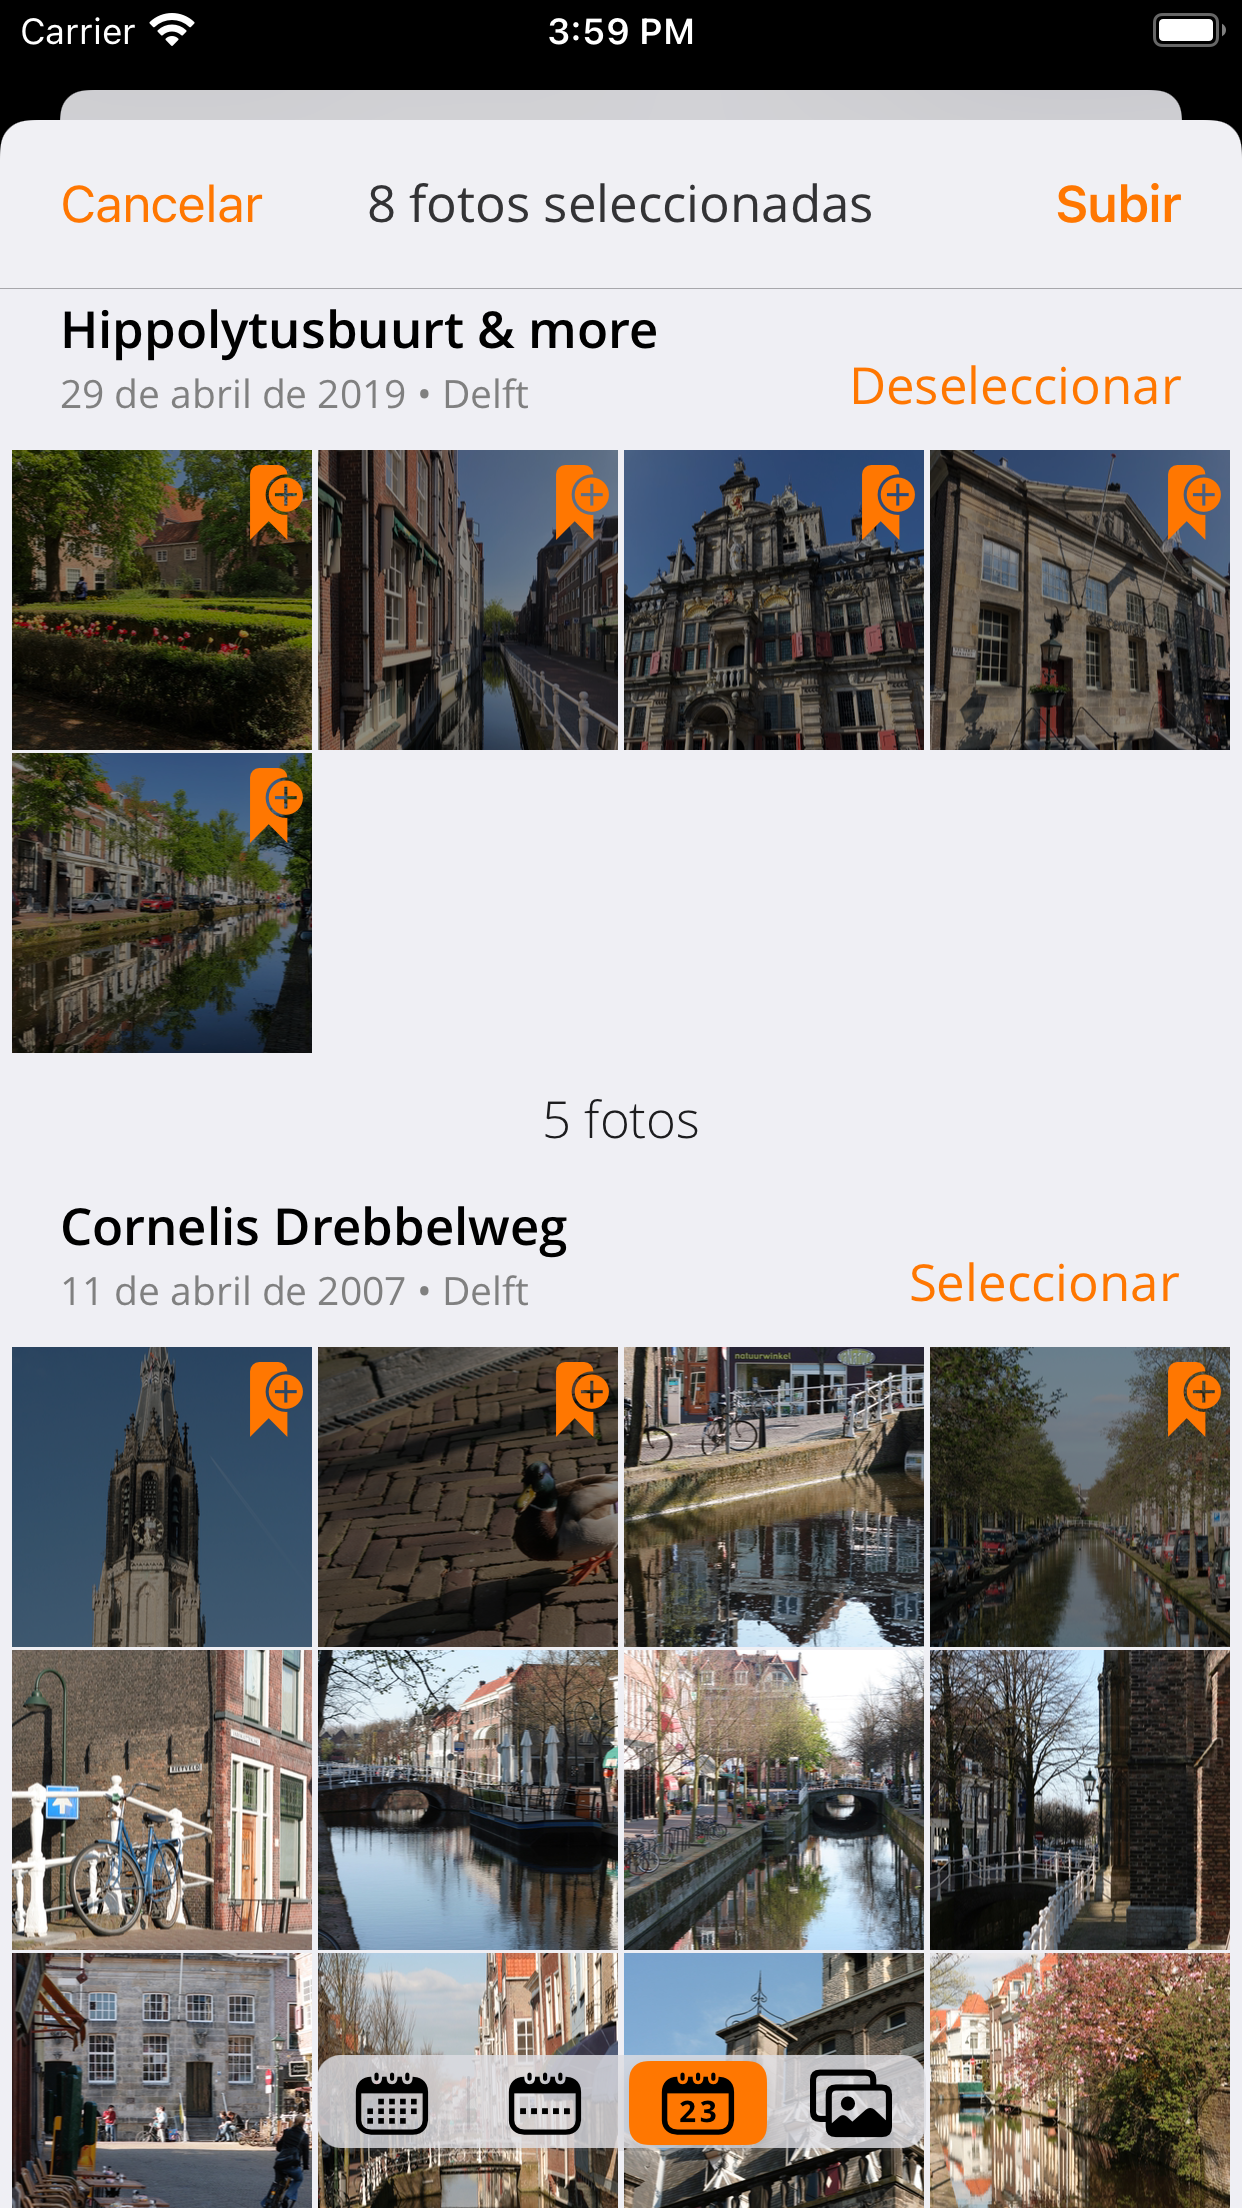 Carrier 3:59 PM
Cancelar 8 fotos seleccionadas Subir
Hippolytusbuurt & more
29 de abril de 2019 • Delft
Deseleccionar
5 fotos
Cornelis Drebbelweg
11 de abril de 2007 • Delft
Seleccionar
natuurwinkel
23